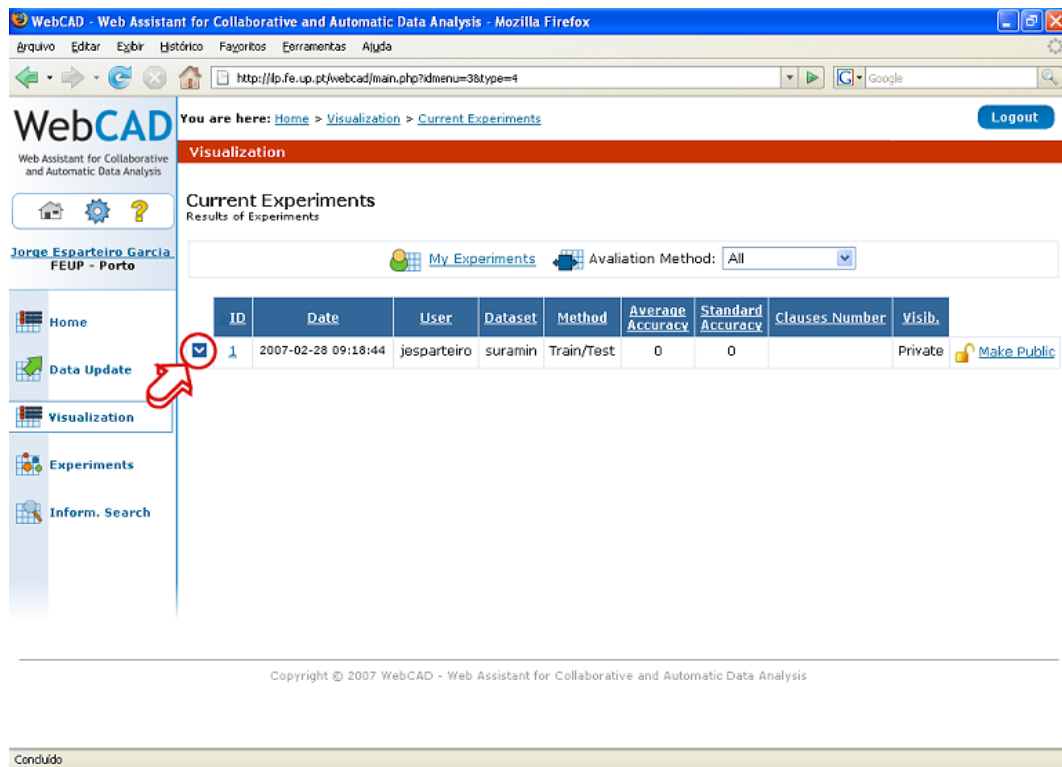 WebCAD - Web Assistant for Collaborative and Automatic Data Analysis - Mozilla Firefox
Arquivo Editar Exibir Histórico Favoritos Ferramentas Ajuda
http://lp.fe.up.pt/webcad/main.php?idmenu=3&type=4
G Google
WebCAD
Web Assistant for Collaborative
and Automatic Data Analysis
You are here: Home > Visualization > Current Experiments
Logout
Visualization
Jorge Esparteiro Garcia
FEUP - Porto
Home
Data Update
Visualization
Experiments
Inform. Search
Current Experiments
Results of Experiments
My Experiments Avaliation Method: All
ID Date User Dataset Method Average Accuracy Standard Accuracy Clauses Number Visib.
1 2007-02-28 09:18:44 jesparteiro suramin Train/Test 0 0 Private Make Public
Copyright © 2007 WebCAD - Web Assistant for Collaborative and Automatic Data Analysis
Concluído